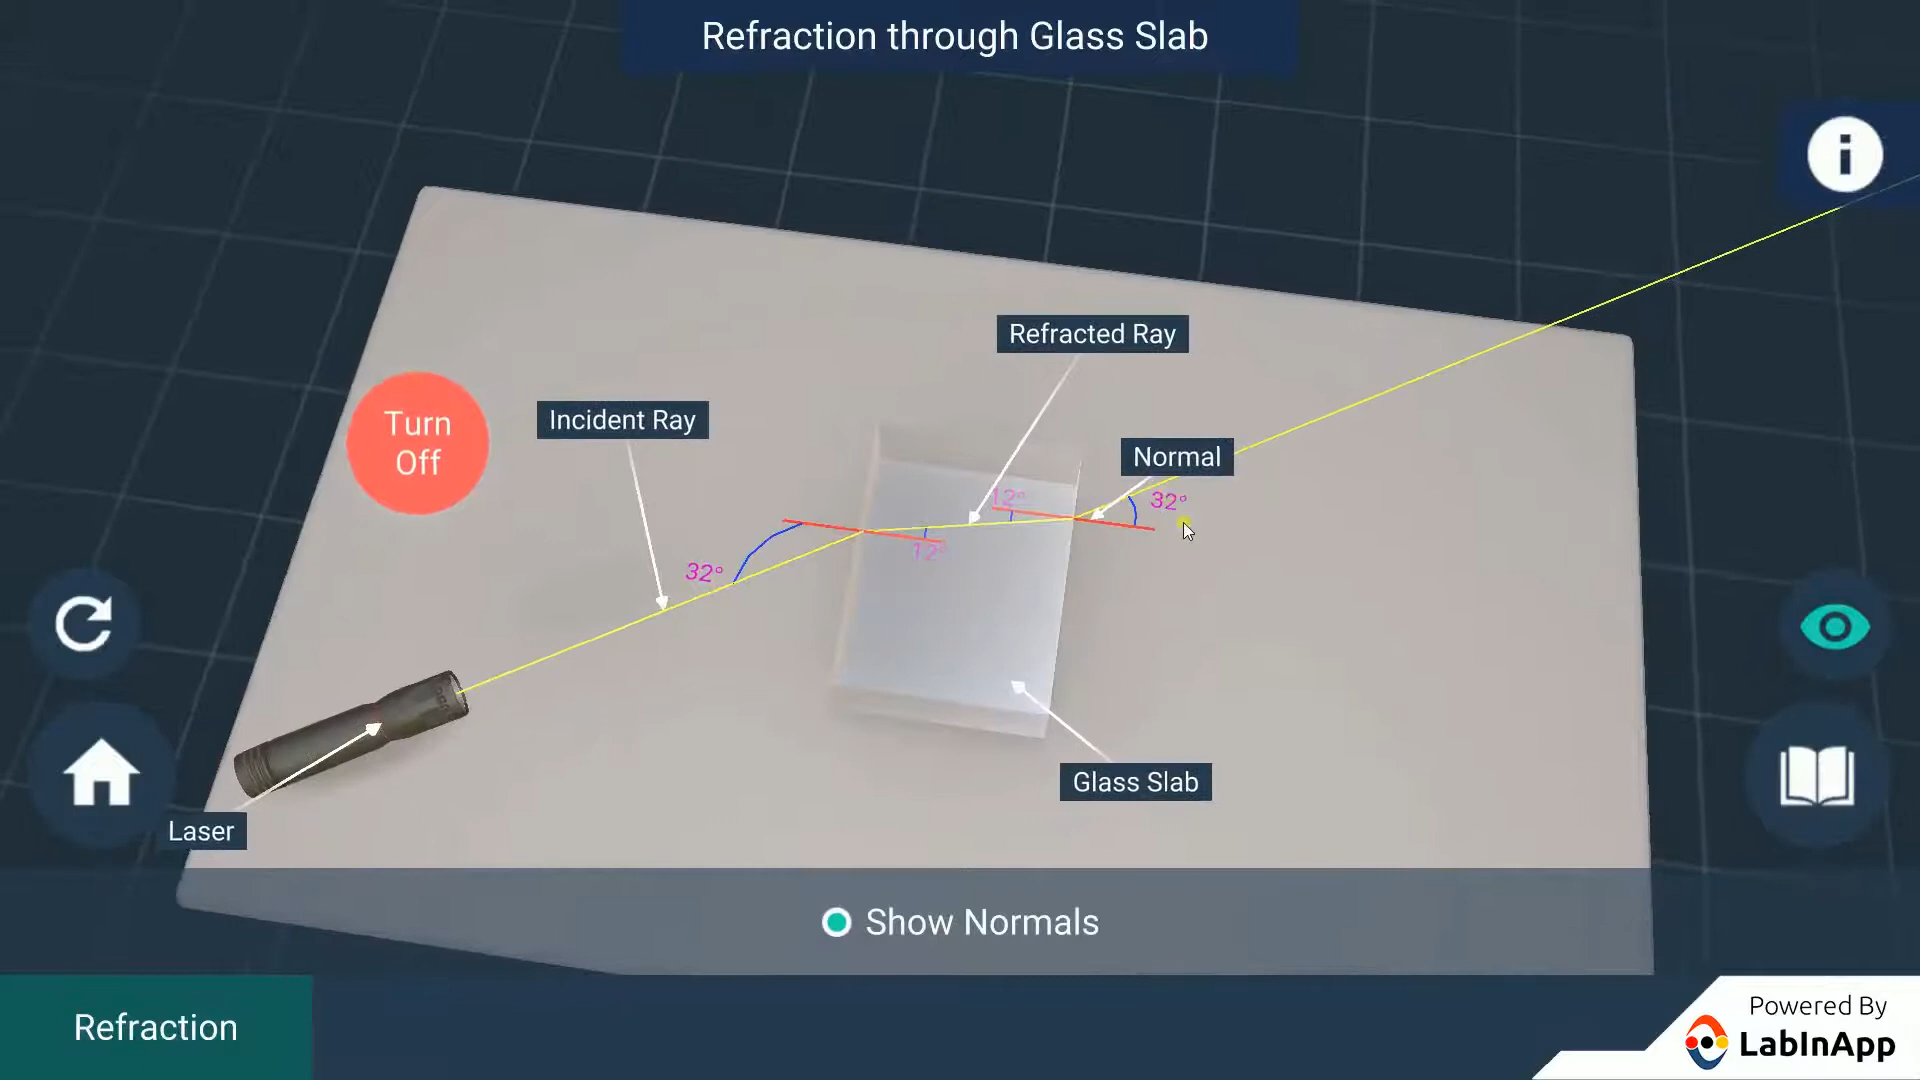 Refraction through Glass Slab
Refracted Ray
Incident Ray
Turn
Off
Normal
12°
32°
12°
32°
Glass Slab
Laser
Show Normals
Refraction
Powered By
LabInApp